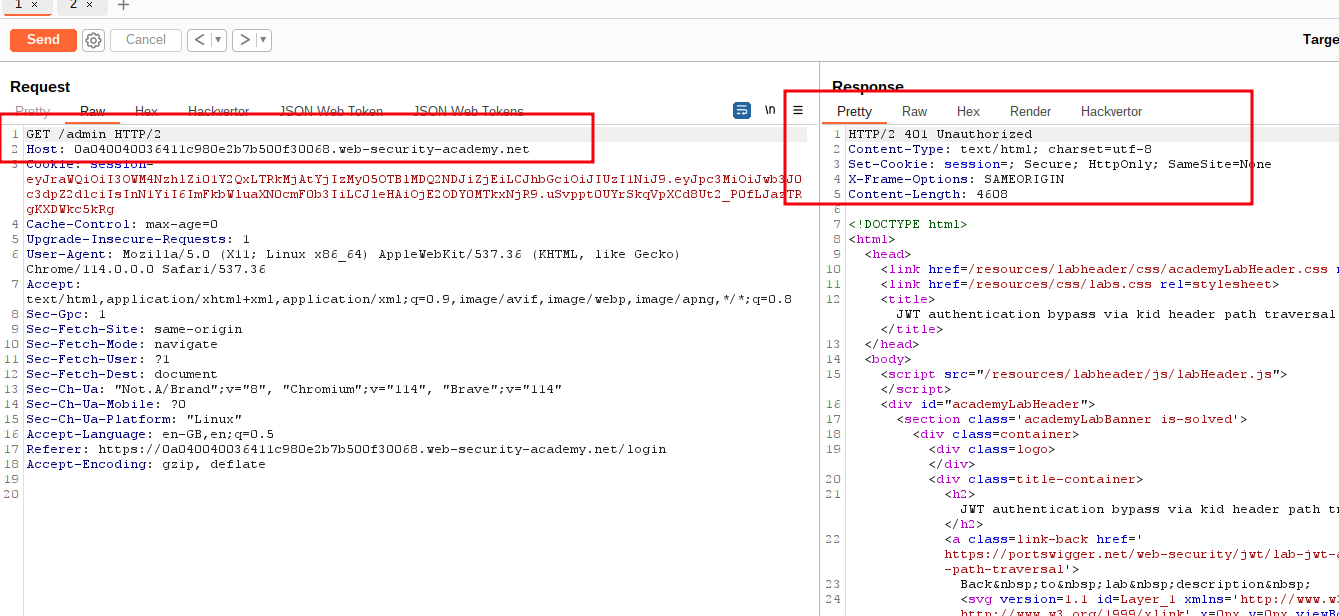 1 × 2 × +
Send Cancel < ▾ > ▾ Targe
Request
Pretty Raw Hex Hackvertor JSON Web Token JSON Web Tokens \n ≡
1 GET /admin HTTP/2
2 Host: 0a040040036411c980e2b7b500f30068.web-security-academy.net
3 Cookie: session=
4 Cache-Control: max-age=0
5 Upgrade-Insecure-Requests: 1
6 User-Agent: Mozilla/5.0 (X11; Linux x86_64) AppleWebKit/537.36 (KHTML, like Gecko)
Chrome/114.0.0.0 Safari/537.36
7 Accept:
text/html,application/xhtml+xml,application/xml;q=0.9,image/avif,image/webp,image/apng,*/*;q=0.8
8 Sec-Gpc: 1
9 Sec-Fetch-Site: same-origin
10 Sec-Fetch-Mode: navigate
11 Sec-Fetch-User: ?1
12 Sec-Fetch-Dest: document
13 Sec-Ch-Ua: "Not.A/Brand";v="8", "Chromium";v="114", "Brave";v="114"
14 Sec-Ch-Ua-Mobile: ?0
15 Sec-Ch-Ua-Platform: "Linux"
16 Accept-Language: en-GB,en;q=0.5
17 Referer: https://0a040040036411c980e2b7b500f30068.web-security-academy.net/login
18 Accept-Encoding: gzip, deflate
19
20
Response
Pretty Raw Hex Render Hackvertor
1 HTTP/2 401 Unauthorized
2 Content-Type: text/html; charset=utf-8
3 Set-Cookie: session=; Secure; HttpOnly; SameSite=None
4 X-Frame-Options: SAMEORIGIN
5 Content-Length: 4608
6
7 <!DOCTYPE html>
8 <html>
9 <head>
10 <link href=/resources/labheader/css/academyLabHeader.css
11 <link href=/resources/css/labs.css rel=stylesheet>
12 <title>
JWT authentication bypass via kid header path traversal
</title>
13 </head>
14 <body>
15 <script src="/resources/labheader/js/labHeader.js">
</script>
16 <div id="academyLabHeader">
17 <section class='academyLabBanner is-solved'>
18 <div class=container>
19 <div class=logo>
</div>
20 <div class=title-container>
21 <h2>
JWT authentication bypass via kid header path tr
</h2>
22 <a class=link-back href='
https://portswigger.net/web-security/jwt/lab-jwt-a
-path-traversal'>
23 Back&nbsp;to&nbsp;lab&nbsp;description&nbsp;
24 <svg version=1.1 id=Layer_1 xmlns='http://www.w3
http://www.w3.org/1999/xlink' x=0px y=0px viewBo